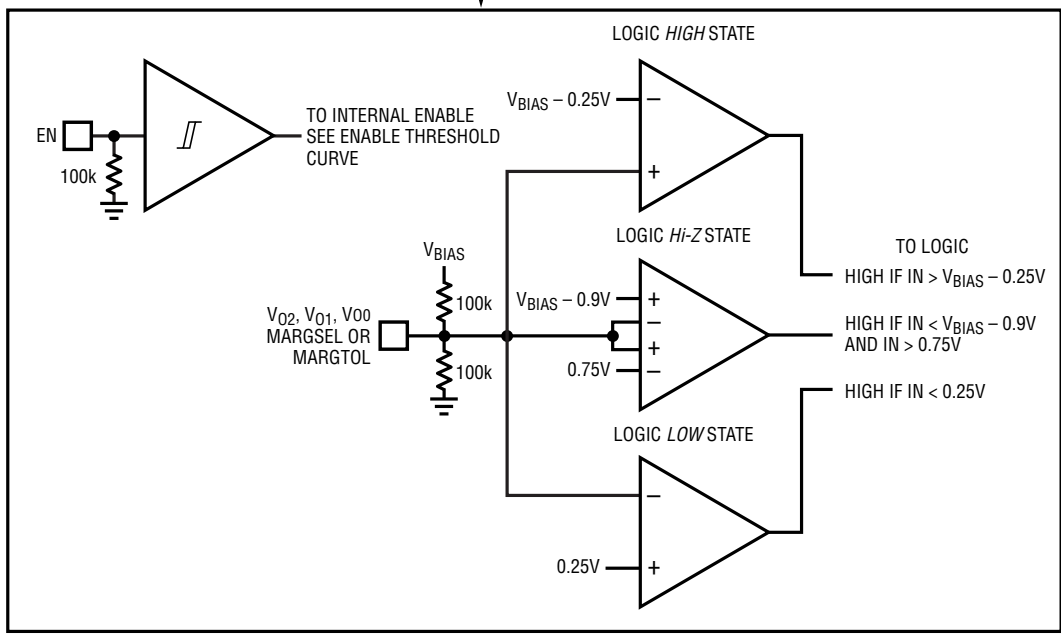 LOGIC HIGH STATE
VBIAS – 0.25V
–
+
EN
100k
TO INTERNAL ENABLE
SEE ENABLE THRESHOLD
CURVE
LOGIC Hi-Z STATE
TO LOGIC
HIGH IF IN > VBIAS – 0.25V
VBIAS
100k
VBIAS – 0.9V
+
–
+
–
VO2, VO1, VO0
MARGSEL OR
MARGTOL
HIGH IF IN < VBIAS – 0.9V
AND IN > 0.75V
100k
0.75V
HIGH IF IN < 0.25V
LOGIC LOW STATE
–
0.25V
+